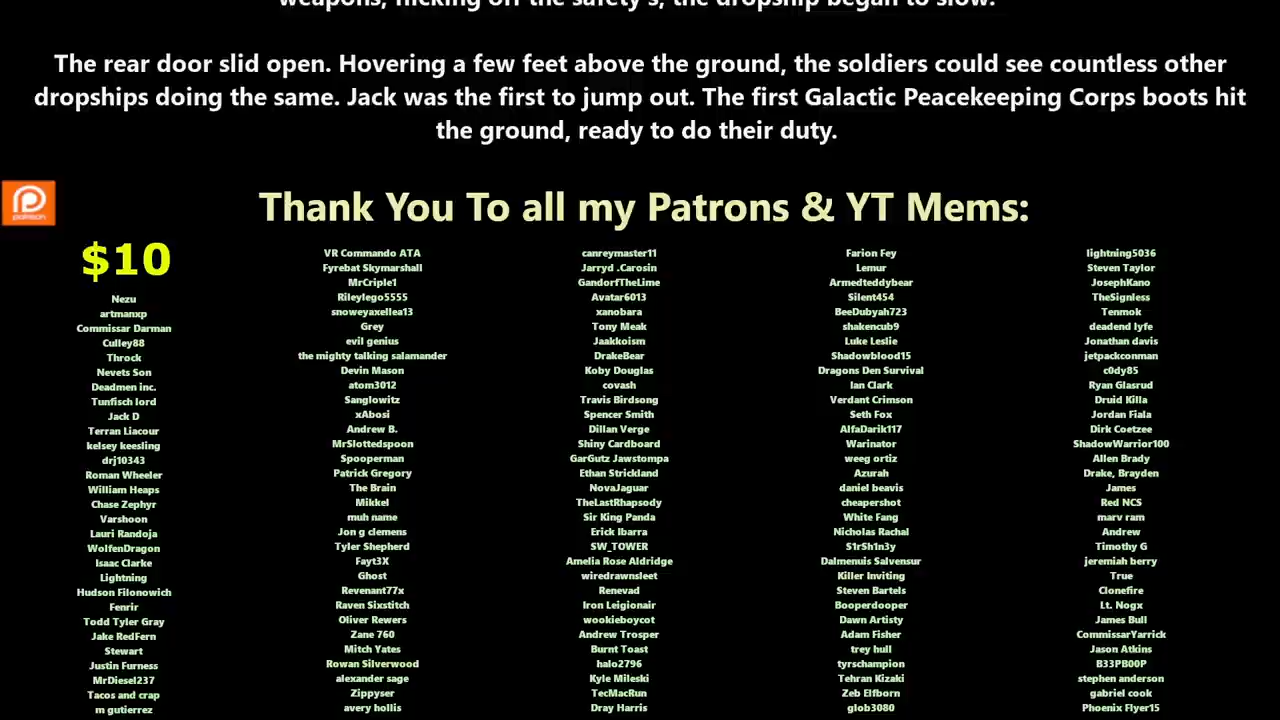 weapons, flicking off the safety's, the dropship began to slow.
The rear door slid open. Hovering a few feet above the ground, the soldiers could see countless other
dropships doing the same. Jack was the first to jump out. The first Galactic Peacekeeping Corps boots hit
the ground, ready to do their duty.
patreon
Thank You To all my Patrons & YT Mems:
$10
Nezu
artmanxp
Commissar Darman
Culley88
Throck
Nevets Son
Deadmen inc.
Tunfisch lord
Jack D
Terran Liacour
kelsey keesling
drj10343
Roman Wheeler
William Heaps
Chase Zephyr
Varshoon
Lauri Randoja
WolfenDragon
Isaac Clarke
Lightning
Hudson Filonowich
Fenrir
Todd Tyler Gray
Jake RedFern
Stewart
Justin Furness
MrDiesel237
Tacos and crap
m gutierrez
VR Commando ATA
Fyrebat Skymarshall
MrCriple1
Rileylego5555
snoweyaxellea13
Grey
evil genius
the mighty talking salamander
Devin Mason
atom3012
Sanglowitz
xAbosi
Andrew B.
MrSlottedspoon
Spooperman
Patrick Gregory
The Brain
Mikkel
muh name
Jon g clemens
Tyler Shepherd
Fayt3X
Ghost
Revenant77x
Raven Sixstitch
Oliver Rewers
Zane 760
Mitch Yates
Rowan Silverwood
alexander sage
Zippyser
avery hollis
canreymaster11
Jarryd .Carosin
GandorfTheLime
Avatar6013
xanobara
Tony Meak
Jaakkoism
DrakeBear
Koby Douglas
covash
Travis Birdsong
Spencer Smith
Dillan Verge
Shiny Cardboard
GarGutz Jawstompa
Ethan Strickland
NovaJaguar
TheLastRhapsody
Sir King Panda
Erick Ibarra
SW_TOWER
Amelia Rose Aldridge
wiredrawnsleet
Renevad
Iron Leigionair
wookieboycot
Andrew Trosper
Burnt Toast
halo2796
Kyle Mileski
TecMacRun
Dray Harris
Farion Fey
Lemur
Armedteddybear
Silent454
BeeDubyah723
shakencub9
Luke Leslie
Shadowblood15
Dragons Den Survival
Ian Clark
Verdant Crimson
Seth Fox
AlfaDarik117
Warinator
weeg ortiz
Azurah
daniel beavis
cheapershot
White Fang
Nicholas Rachal
S1rSh1n3y
Dalmenuis Salvensur
Killer Inviting
Steven Bartels
Booperdooper
Dawn Artisty
Adam Fisher
trey hull
tyrschampion
Tehran Kizaki
Zeb Elfborn
glob3080
lightning5036
Steven Taylor
JosephKano
TheSignless
Tenmok
deadend lyfe
Jonathan davis
jetpackconman
c0dy85
Ryan Glasrud
Druid Killa
Jordan Fiala
Dirk Coetzee
ShadowWarrior100
Allen Brady
Drake, Brayden
James
Red NCS
marv ram
Andrew
Timothy G
jeremiah berry
True
Clonefire
Lt. Nogx
James Bull
CommissarYarrick
Jason Atkins
B33PB00P
stephen anderson
gabriel cook
Phoenix Flyer15